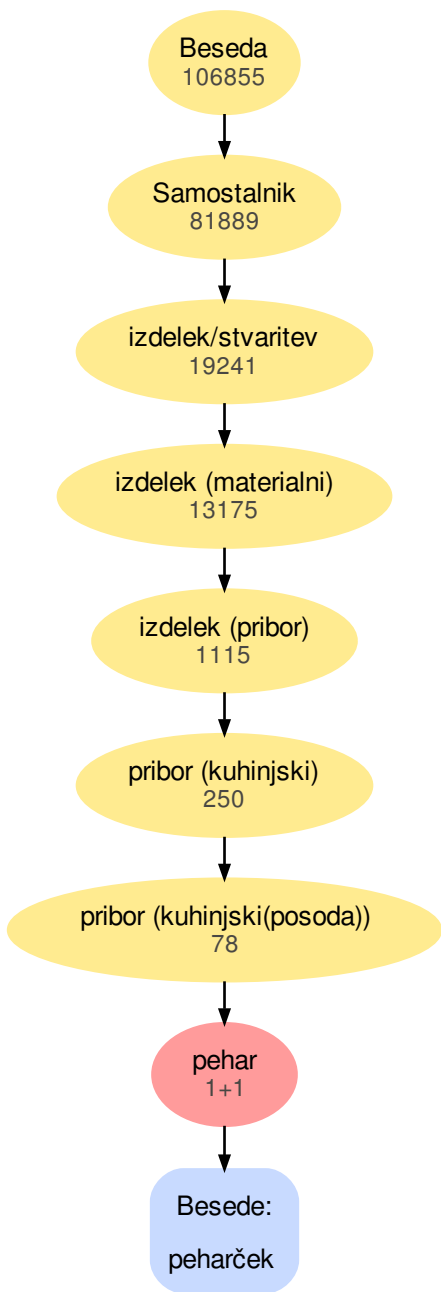 Beseda
106855
Samostalnik
81889
izdelek/stvaritev
19241
izdelek (materialni)
13175
izdelek (pribor)
1115
pribor (kuhinjski)
250
pribor (kuhinjski(posoda))
78
pehar
1+1
Besede:
peharček